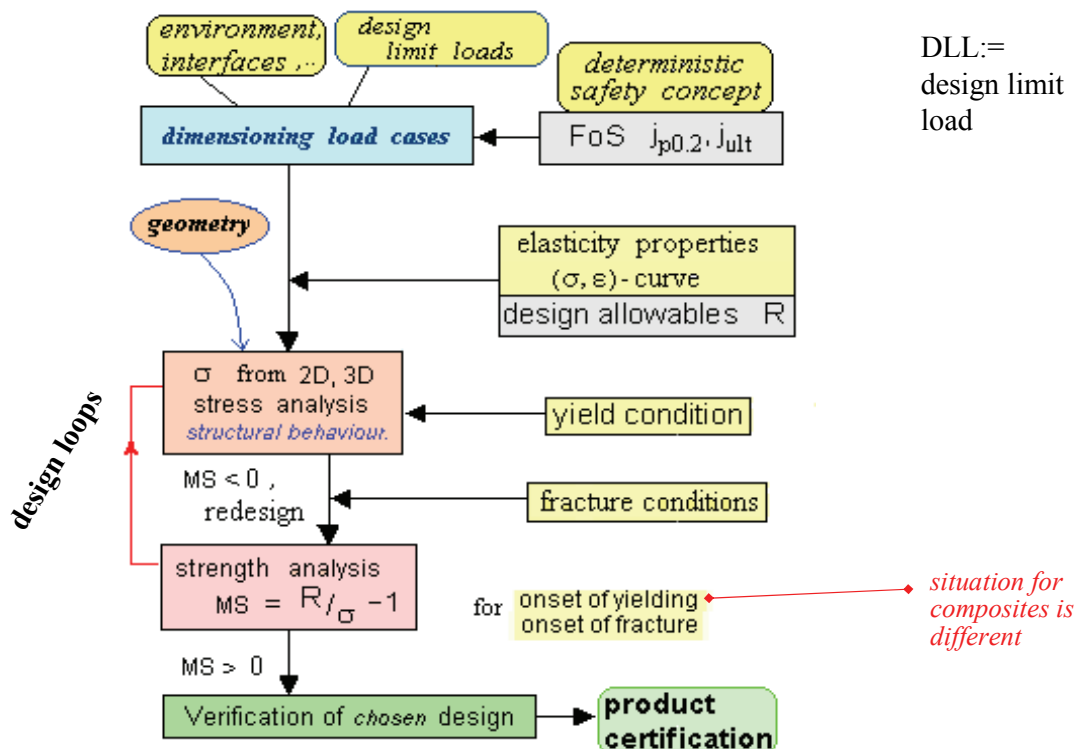 environment,
interfaces ,..
design
limit loads
deterministic
safety concept
DLL:=
design limit
load
dimensioning load cases
FoS j_p0.2, j_ult
geometry
elasticity properties
(σ, ε)- curve
design allowables R
design loops
σ from 2D, 3D
stress analysis
structural behaviour.
yield condition
MS < 0 ,
redesign
fracture conditions
strength analysis
MS = R/σ -1
for
onset of yielding
onset of fracture
situation for
composites is
different
MS > 0
Verification of chosen design
product
certification